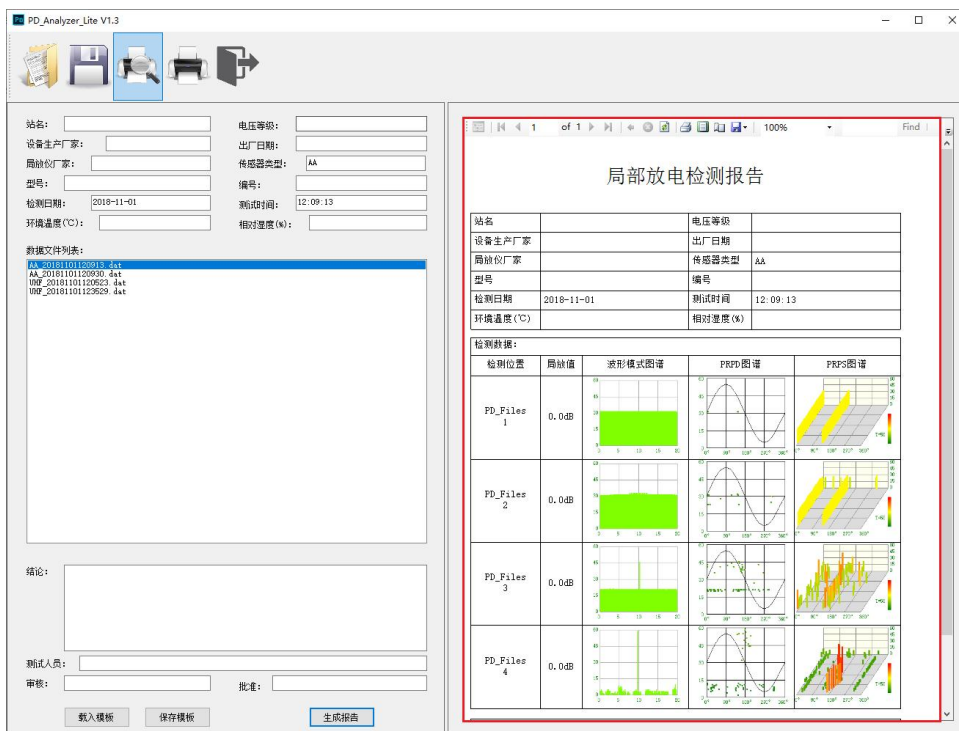 PD_Analyzer_Lite V1.3
站名：
电压等级：
设备生产厂家：
出厂日期：
局放仪厂家：
传感器类型： AA
型号：
编号：
检测日期： 2018-11-01
测试时间： 12:09:13
环境温度(℃)：
相对湿度(%)：
数据文件列表：
AA_20181101120913.dat
AA_20181101120930.dat
UHF_20181101120523.dat
UHF_20181101123529.dat
结论：
测试人员：
审核：
批准：
载入模板 保存模板 生成报告
1 of 1 100% Find
局部放电检测报告
站名 电压等级
设备生产厂家 出厂日期
局放仪厂家 传感器类型 AA
型号 编号
检测日期 2018-11-01 测试时间 12:09:13
环境温度(℃) 相对湿度(%)
检测数据：
检测位置 局放值 波形模式图谱 PRPD图谱 PRPS图谱
PD_Files
1
0.0dB
PD_Files
2
0.0dB
PD_Files
3
0.0dB
PD_Files
4
0.0dB